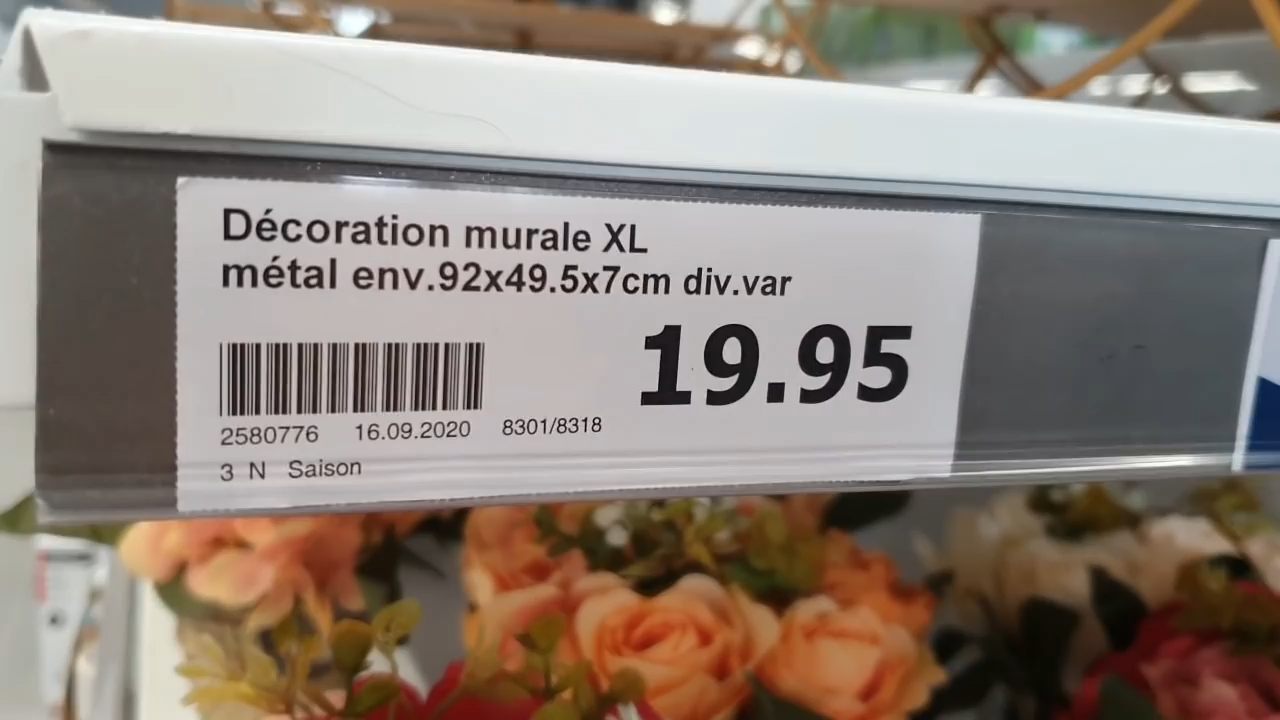 Décoration murale XL
métal env.92x49.5x7cm div.var
19.95
2580776 16.09.2020 8301/8318
3 N Saison